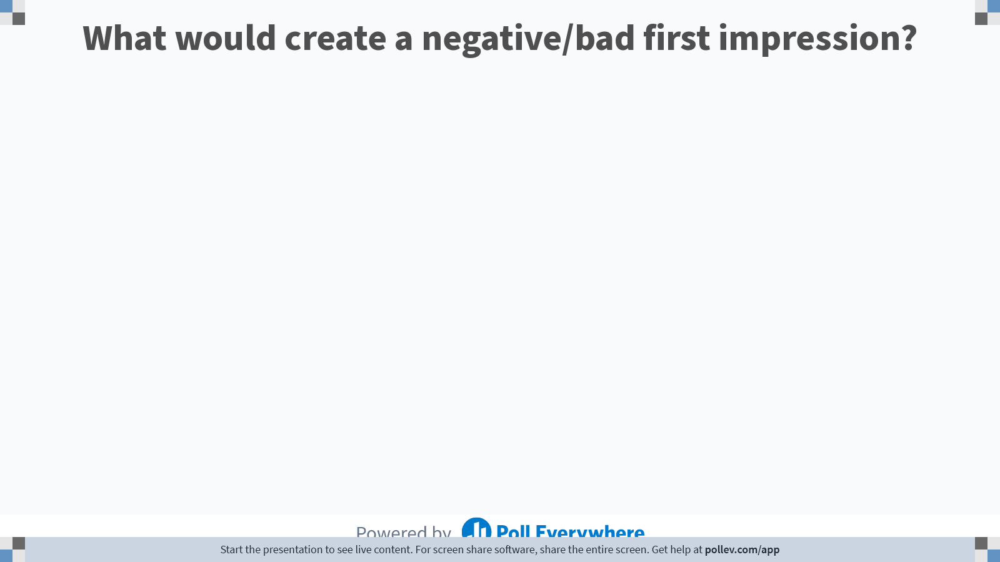 What would create a negative/bad first impression?
Powered by Poll Everywhere
Start the presentation to see live content. For screen share software, share the entire screen. Get help at pollev.com/app